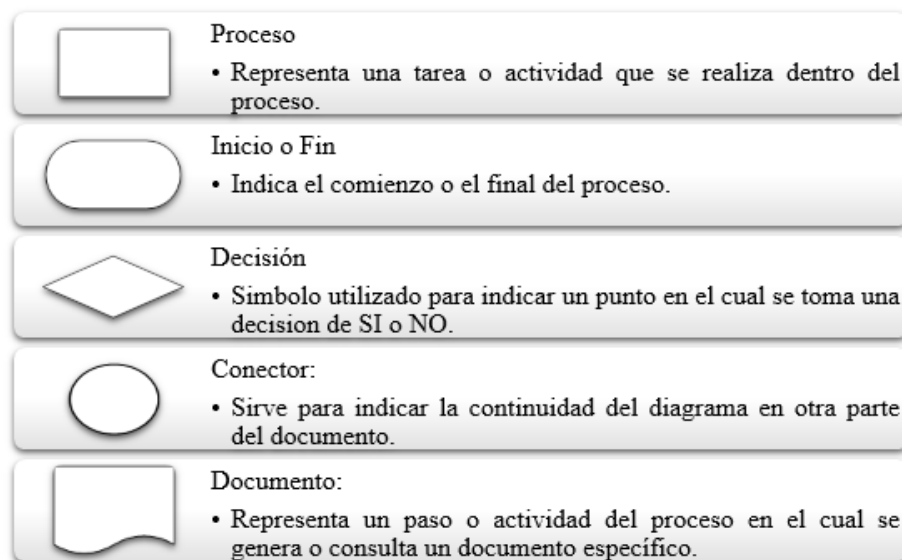 Proceso
• Representa una tarea o actividad que se realiza dentro del
proceso.
Inicio o Fin
• Indica el comienzo o el final del proceso.
Decisión
• Simbolo utilizado para indicar un punto en el cual se toma una
decision de SI o NO.
Conector:
• Sirve para indicar la continuidad del diagrama en otra parte
del documento.
Documento:
• Representa un paso o actividad del proceso en el cual se
genera o consulta un documento específico.